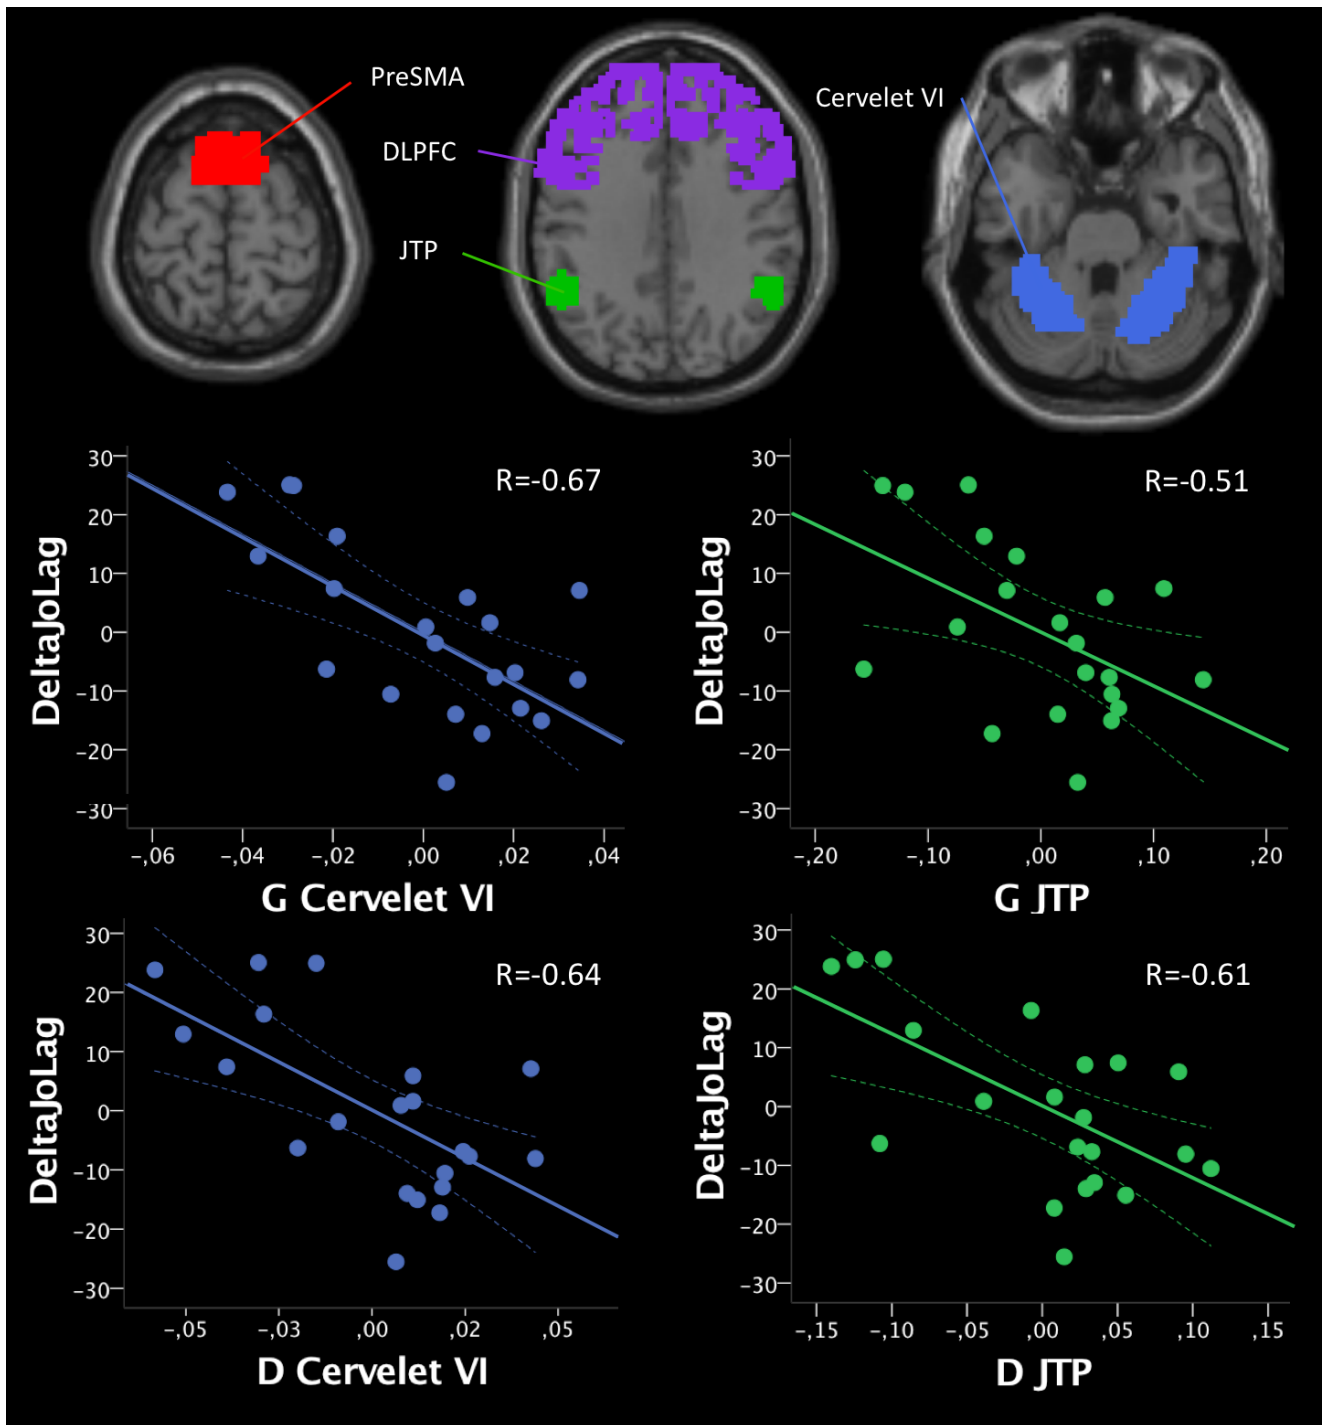 PreSMA
DLPFC
JTP
Cervelet VI
R=-0.67
DeltaJoLag
30
20
10
0
−10
−20
−30
−,06 −,04 −,02 ,00 ,02 ,04
G Cervelet VI
R=-0.51
DeltaJoLag
30
20
10
0
−10
−20
−30
−,20 −,10 ,00 ,10 ,20
G JTP
R=-0.64
DeltaJoLag
30
20
10
0
−10
−20
−30
−,05 −,03 ,00 ,02 ,05
D Cervelet VI
R=-0.61
DeltaJoLag
30
20
10
0
−10
−20
−30
−,15 −,10 −,05 ,00 ,05 ,10 ,15
D JTP